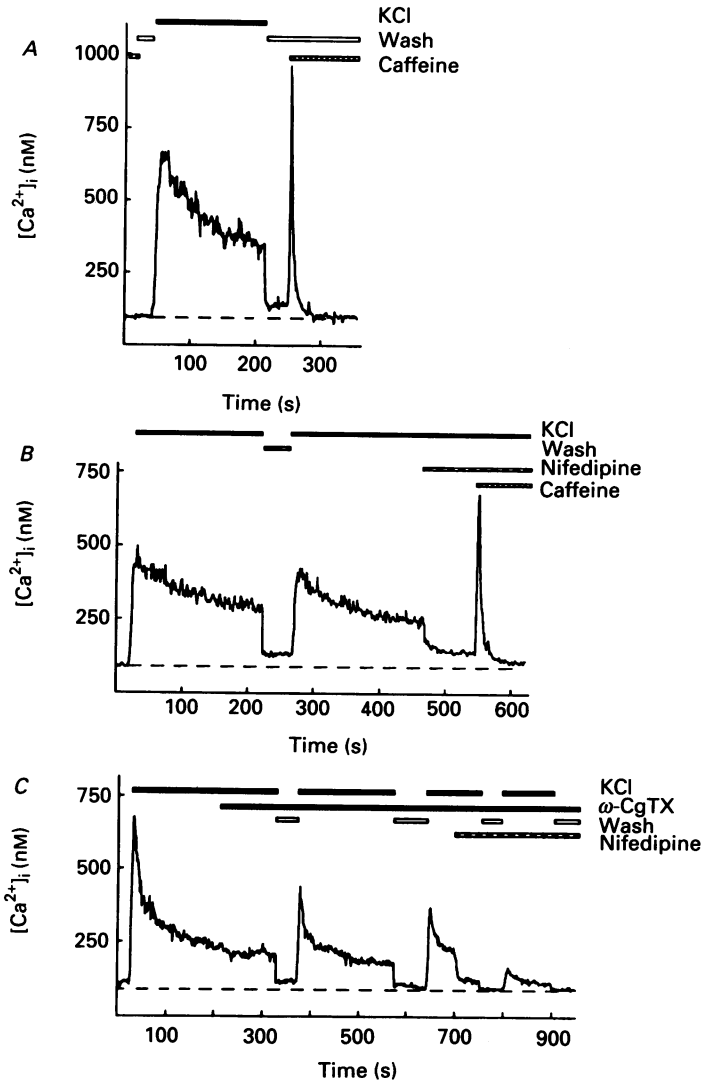 KCl
A
Wash
1000
Caffeine
750
500
250
[Ca2+]i (nM)
100 200 300
Time (s)
KCl
B
Wash
750
Nifedipine
Caffeine
500
250
[Ca2+]i (nM)
100 200 300 400 500 600
Time (s)
C
KCl
750
ω-CgTX
Wash
Nifedipine
500
250
[Ca2+]i (nM)
100 300 500 700 900
Time (s)